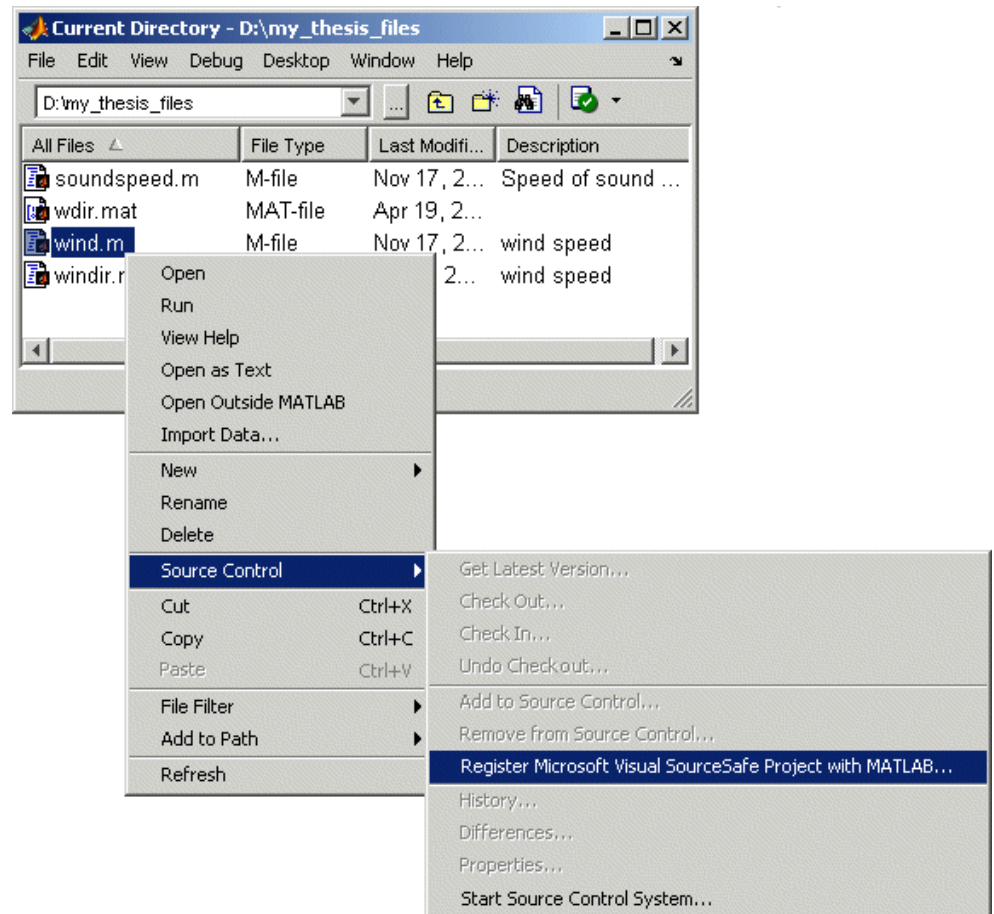 Current Directory - D:\my_thesis_files
File Edit View Debug Desktop Window Help
D:\my_thesis_files ...
All Files File Type Last Modifi... Description
soundspeed.m M-file Nov 17, 2... Speed of sound ...
wdir.mat MAT-file Apr 19, 2...
wind.m M-file Nov 17, 2... wind speed
windir. 2... wind speed
Open
Run
View Help
Open as Text
Open Outside MATLAB
Import Data...
New
Rename
Delete
Source Control
Cut Ctrl+X
Copy Ctrl+C
Paste Ctrl+V
File Filter
Add to Path
Refresh
Get Latest Version...
Check Out...
Check In...
Undo Checkout...
Add to Source Control...
Remove from Source Control...
Register Microsoft Visual SourceSafe Project with MATLAB...
History...
Differences...
Properties...
Start Source Control System...